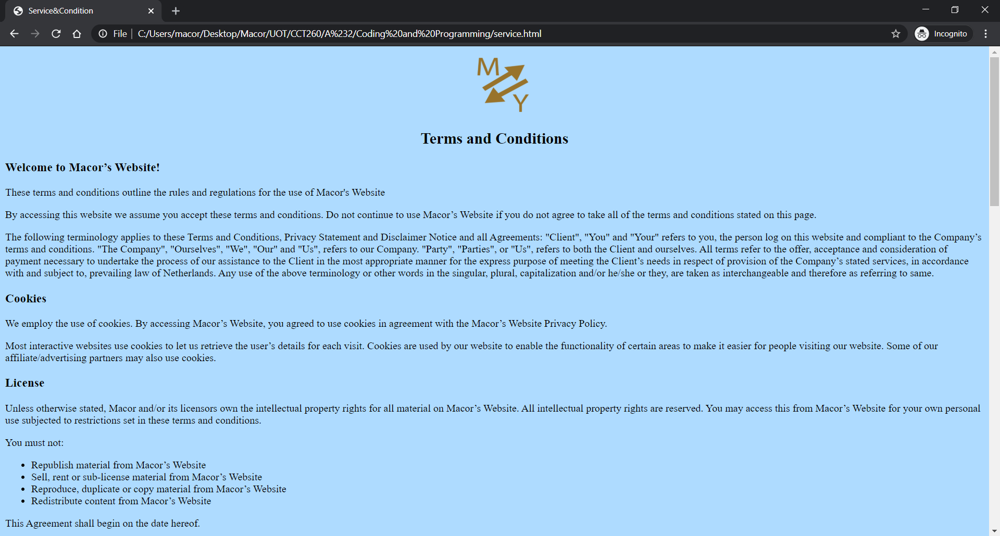 Service&Condition
File
C:/Users/macor/Desktop/Macor/UOT/CCT260/A%232/Coding%20and%20Programming/service.html
Incognito
M
Y
Terms and Conditions
Welcome to Macor’s Website!
These terms and conditions outline the rules and regulations for the use of Macor's Website
By accessing this website we assume you accept these terms and conditions. Do not continue to use Macor’s Website if you do not agree to take all of the terms and conditions stated on this page.
The following terminology applies to these Terms and Conditions, Privacy Statement and Disclaimer Notice and all Agreements: "Client", "You" and "Your" refers to you, the person log on this website and compliant to the Company’s
terms and conditions. "The Company", "Ourselves", "We", "Our" and "Us", refers to our Company. "Party", "Parties", or "Us", refers to both the Client and ourselves. All terms refer to the offer, acceptance and consideration of
payment necessary to undertake the process of our assistance to the Client in the most appropriate manner for the express purpose of meeting the Client’s needs in respect of provision of the Company’s stated services, in accordance
with and subject to, prevailing law of Netherlands. Any use of the above terminology or other words in the singular, plural, capitalization and/or he/she or they, are taken as interchangeable and therefore as referring to same.
Cookies
We employ the use of cookies. By accessing Macor’s Website, you agreed to use cookies in agreement with the Macor’s Website Privacy Policy.
Most interactive websites use cookies to let us retrieve the user’s details for each visit. Cookies are used by our website to enable the functionality of certain areas to make it easier for people visiting our website. Some of our
affiliate/advertising partners may also use cookies.
License
Unless otherwise stated, Macor and/or its licensors own the intellectual property rights for all material on Macor’s Website. All intellectual property rights are reserved. You may access this from Macor’s Website for your own personal
use subjected to restrictions set in these terms and conditions.
You must not:
• Republish material from Macor’s Website
• Sell, rent or sub-license material from Macor’s Website
• Reproduce, duplicate or copy material from Macor’s Website
• Redistribute content from Macor’s Website
This Agreement shall begin on the date hereof.